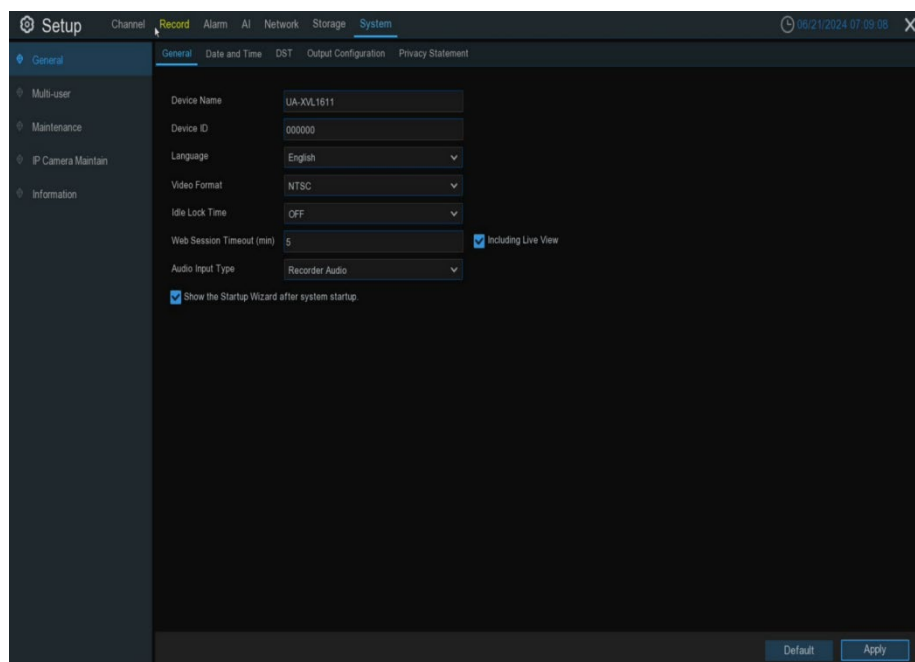 Setup Channel Record Alarm AI Network Storage System 06/21/2024 07:09:08 X
General
Multi-user
Maintenance
IP Camera Maintain
Information
General Date and Time DST Output Configuration Privacy Statement
Device Name UA-XVL1611
Device ID 000000
Language English
Video Format NTSC
Idle Lock Time OFF
Web Session Timeout (min) 5 Including Live View
Audio Input Type Recorder Audio
Show the Startup Wizard after system startup.
Default Apply